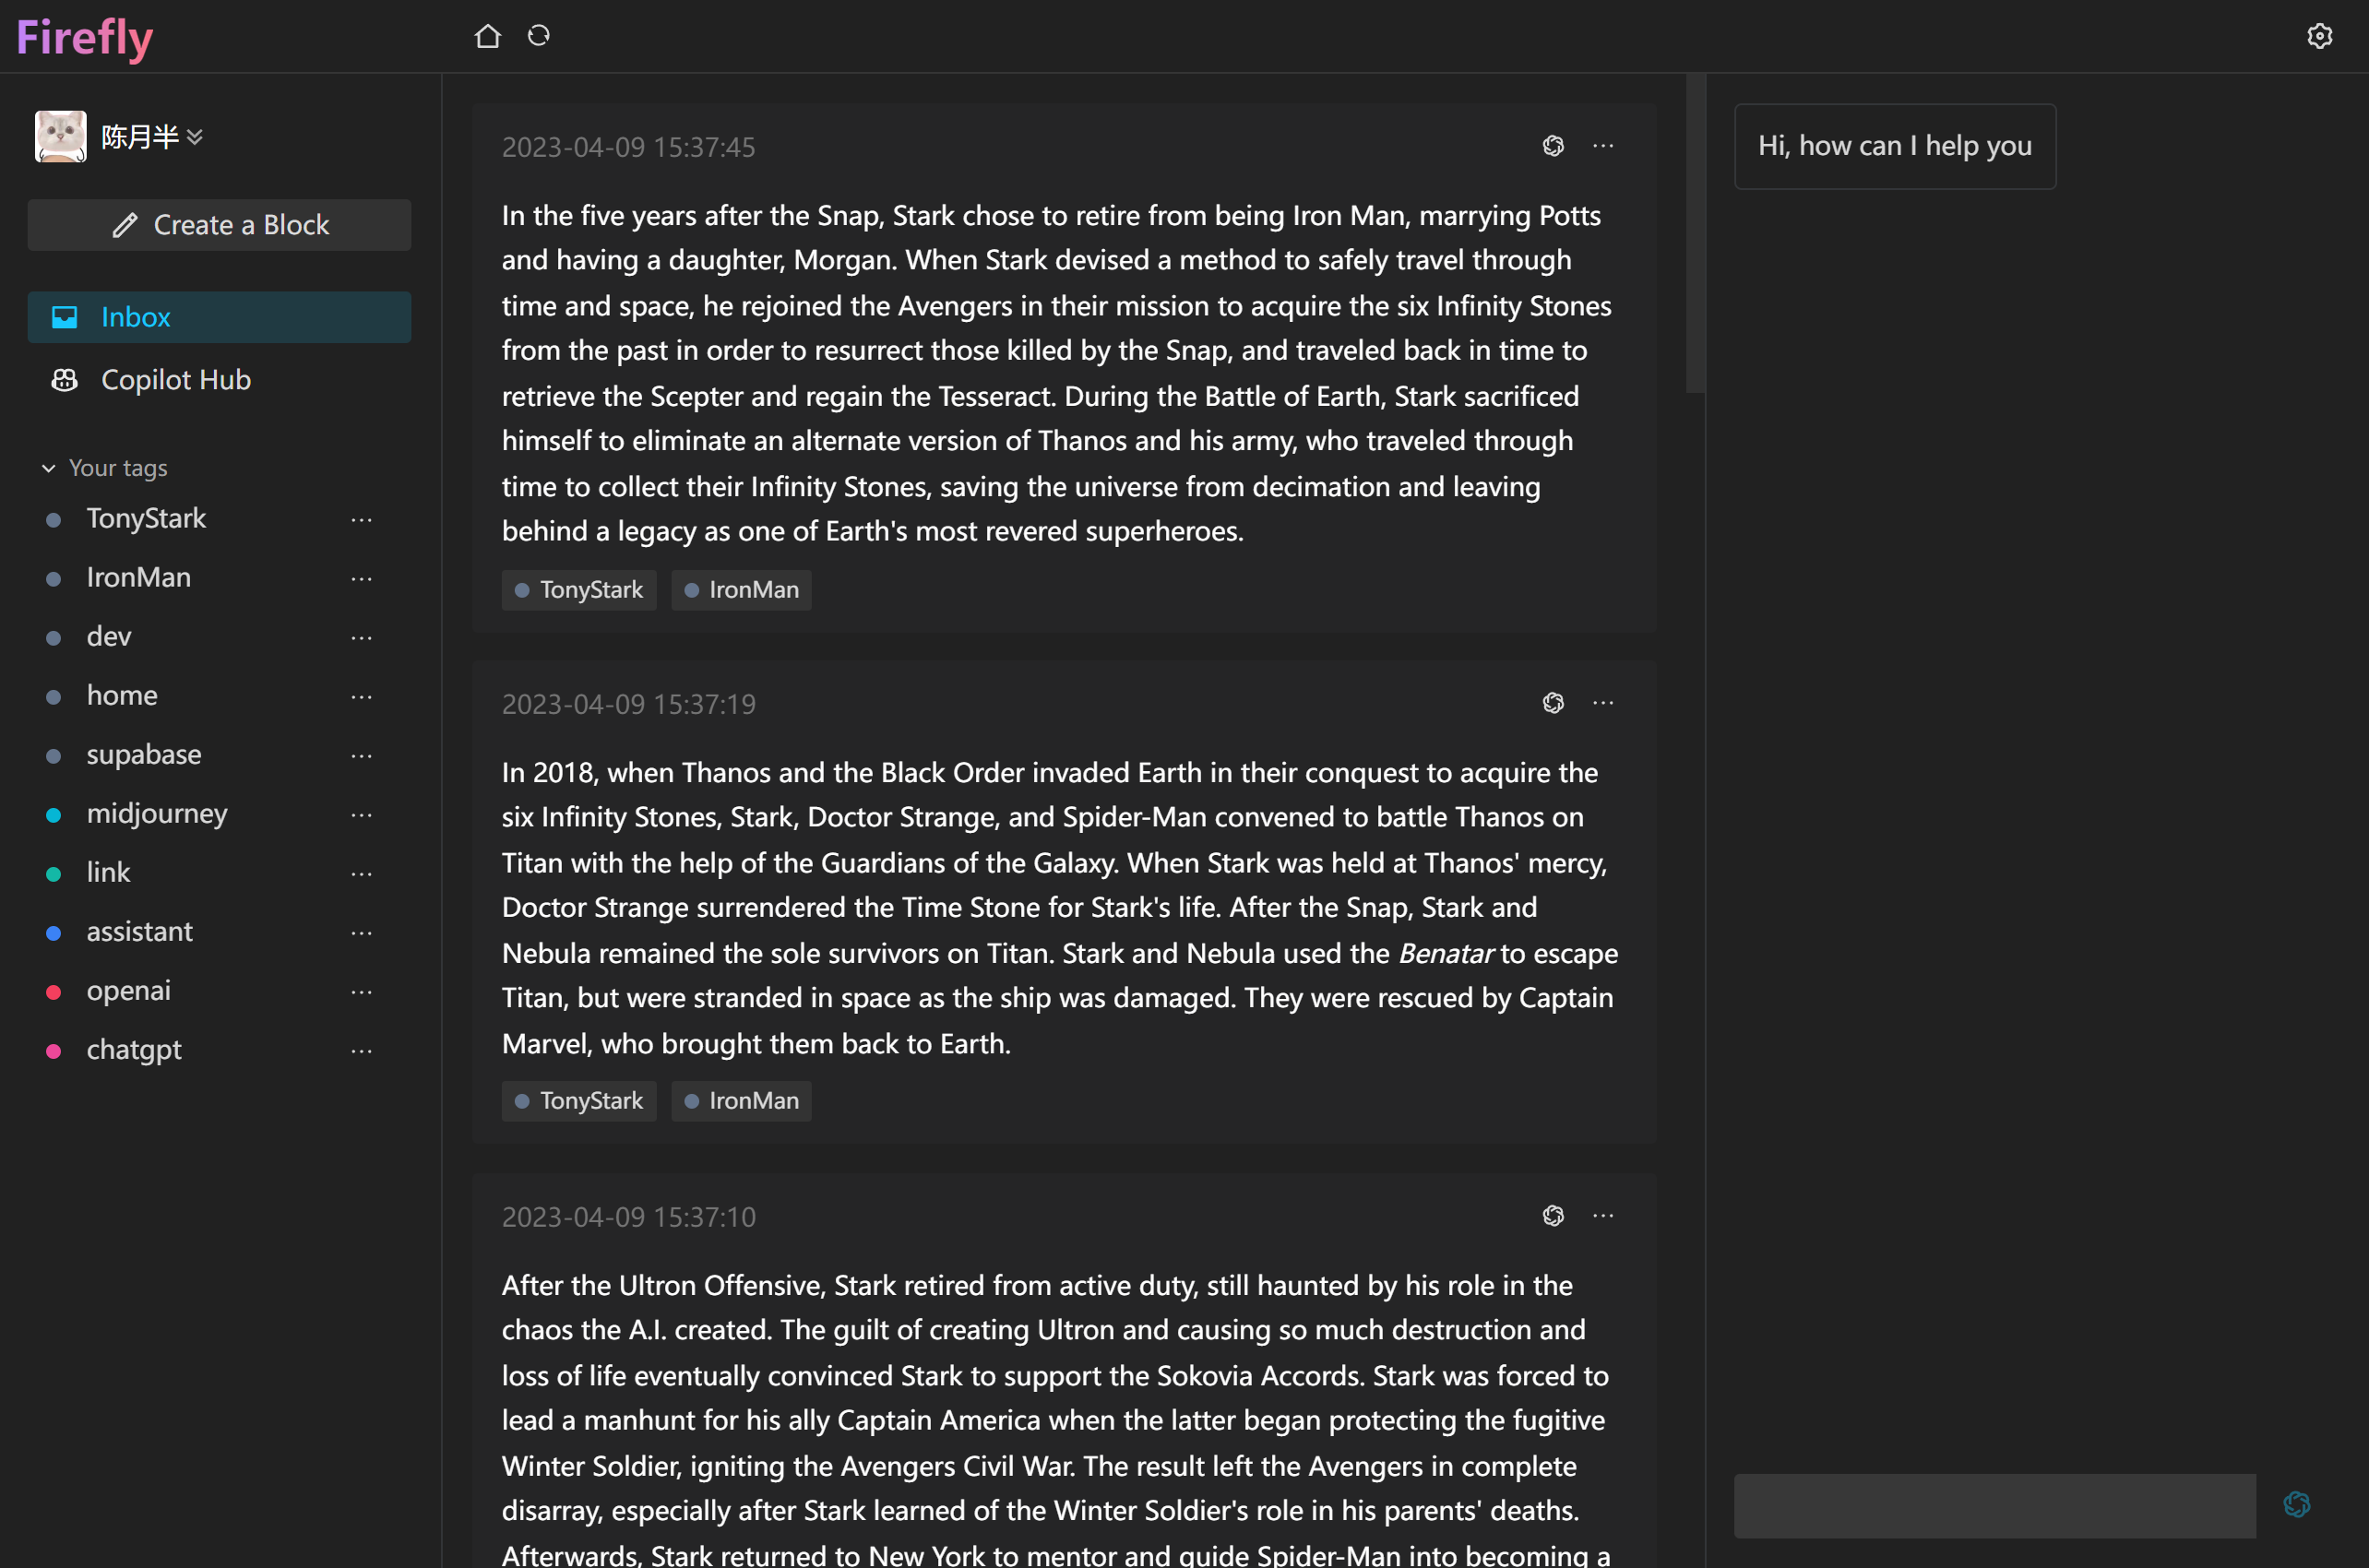 Firefly
陈月半
Create a Block
Inbox
Copilot Hub
Your tags
TonyStark
IronMan
dev
home
supabase
midjourney
link
assistant
openai
chatgpt
2023-04-09 15:37:45
In the five years after the Snap, Stark chose to retire from being Iron Man, marrying Potts
and having a daughter, Morgan. When Stark devised a method to safely travel through
time and space, he rejoined the Avengers in their mission to acquire the six Infinity Stones
from the past in order to resurrect those killed by the Snap, and traveled back in time to
retrieve the Scepter and regain the Tesseract. During the Battle of Earth, Stark sacrificed
himself to eliminate an alternate version of Thanos and his army, who traveled through
time to collect their Infinity Stones, saving the universe from decimation and leaving
behind a legacy as one of Earth's most revered superheroes.
TonyStark IronMan
2023-04-09 15:37:19
In 2018, when Thanos and the Black Order invaded Earth in their conquest to acquire the
six Infinity Stones, Stark, Doctor Strange, and Spider-Man convened to battle Thanos on
Titan with the help of the Guardians of the Galaxy. When Stark was held at Thanos' mercy,
Doctor Strange surrendered the Time Stone for Stark's life. After the Snap, Stark and
Nebula remained the sole survivors on Titan. Stark and Nebula used the Benatar to escape
Titan, but were stranded in space as the ship was damaged. They were rescued by Captain
Marvel, who brought them back to Earth.
TonyStark IronMan
2023-04-09 15:37:10
After the Ultron Offensive, Stark retired from active duty, still haunted by his role in the
chaos the A.I. created. The guilt of creating Ultron and causing so much destruction and
loss of life eventually convinced Stark to support the Sokovia Accords. Stark was forced to
lead a manhunt for his ally Captain America when the latter began protecting the fugitive
Winter Soldier, igniting the Avengers Civil War. The result left the Avengers in complete
disarray, especially after Stark learned of the Winter Soldier's role in his parents' deaths.
Afterwards, Stark returned to New York to mentor and guide Spider-Man into becoming a
Hi, how can I help you